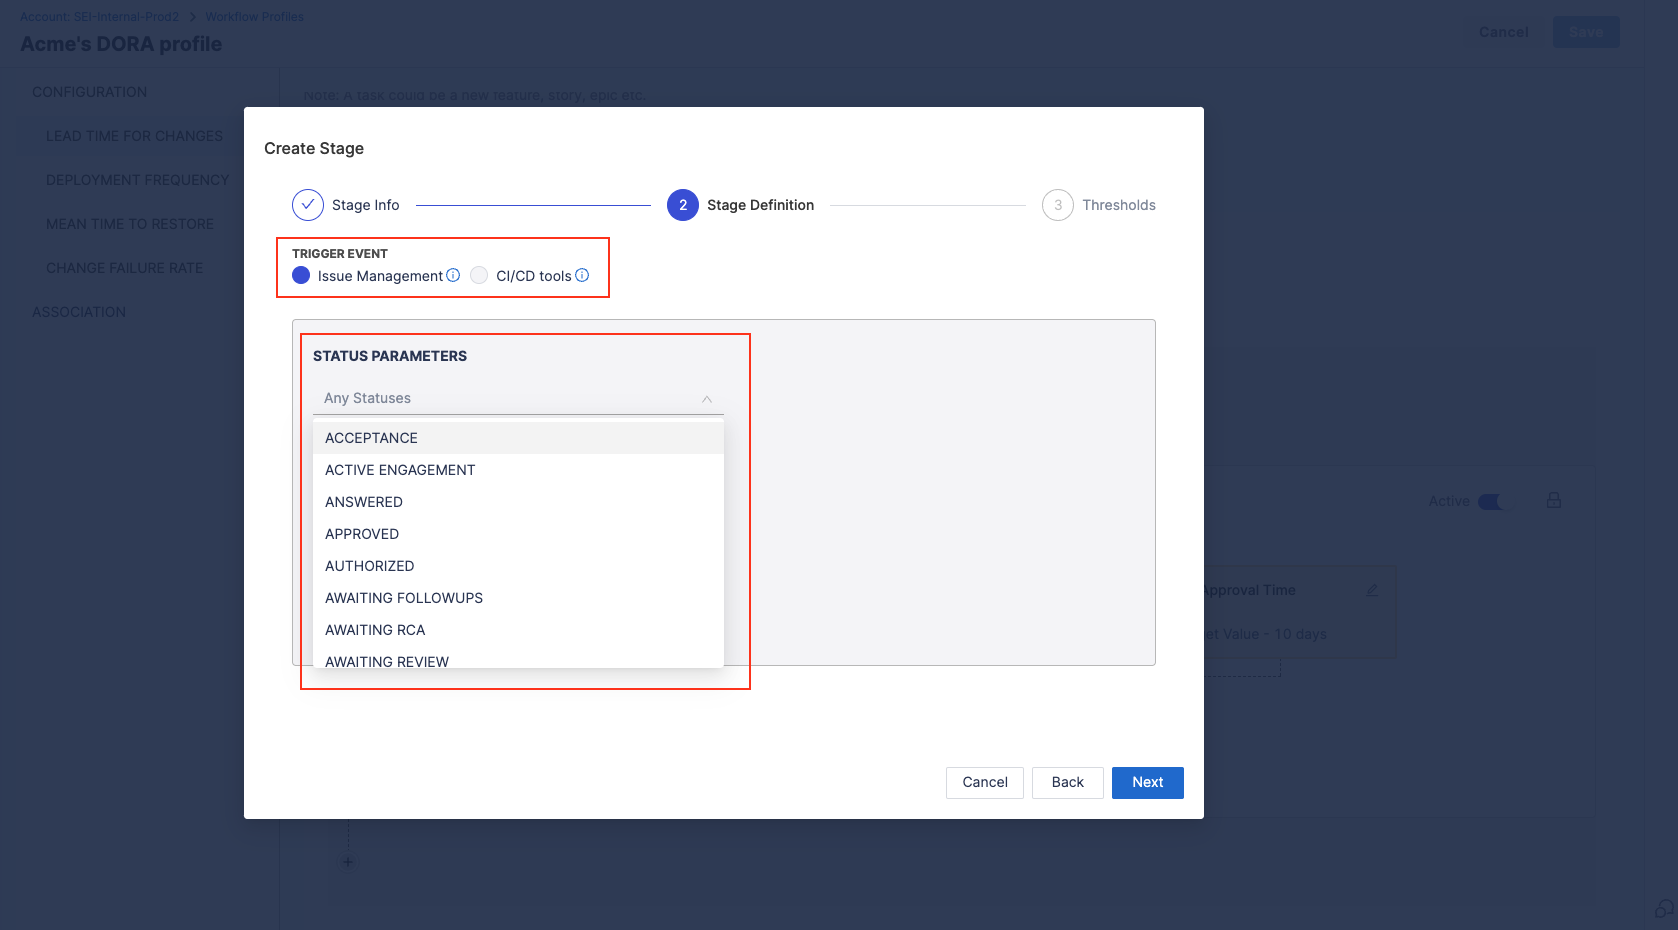 Account: SEI-Internal-Prod2 > Workflow Profiles
Acme's DORA profile
Cancel
Save
CONFIGURATION
LEAD TIME FOR CHANGES
DEPLOYMENT FREQUENCY
MEAN TIME TO RESTORE
CHANGE FAILURE RATE
ASSOCIATION
Note: A task could be a new feature, story, epic etc.
Create Stage
Stage Info
2 Stage Definition
3 Thresholds
TRIGGER EVENT
Issue Management
CI/CD tools
STATUS PARAMETERS
Any Statuses
ACCEPTANCE
ACTIVE ENGAGEMENT
ANSWERED
APPROVED
AUTHORIZED
AWAITING FOLLOWUPS
AWAITING RCA
AWAITING REVIEW
Active
Approval Time
Value - 10 days
Cancel
Back
Next